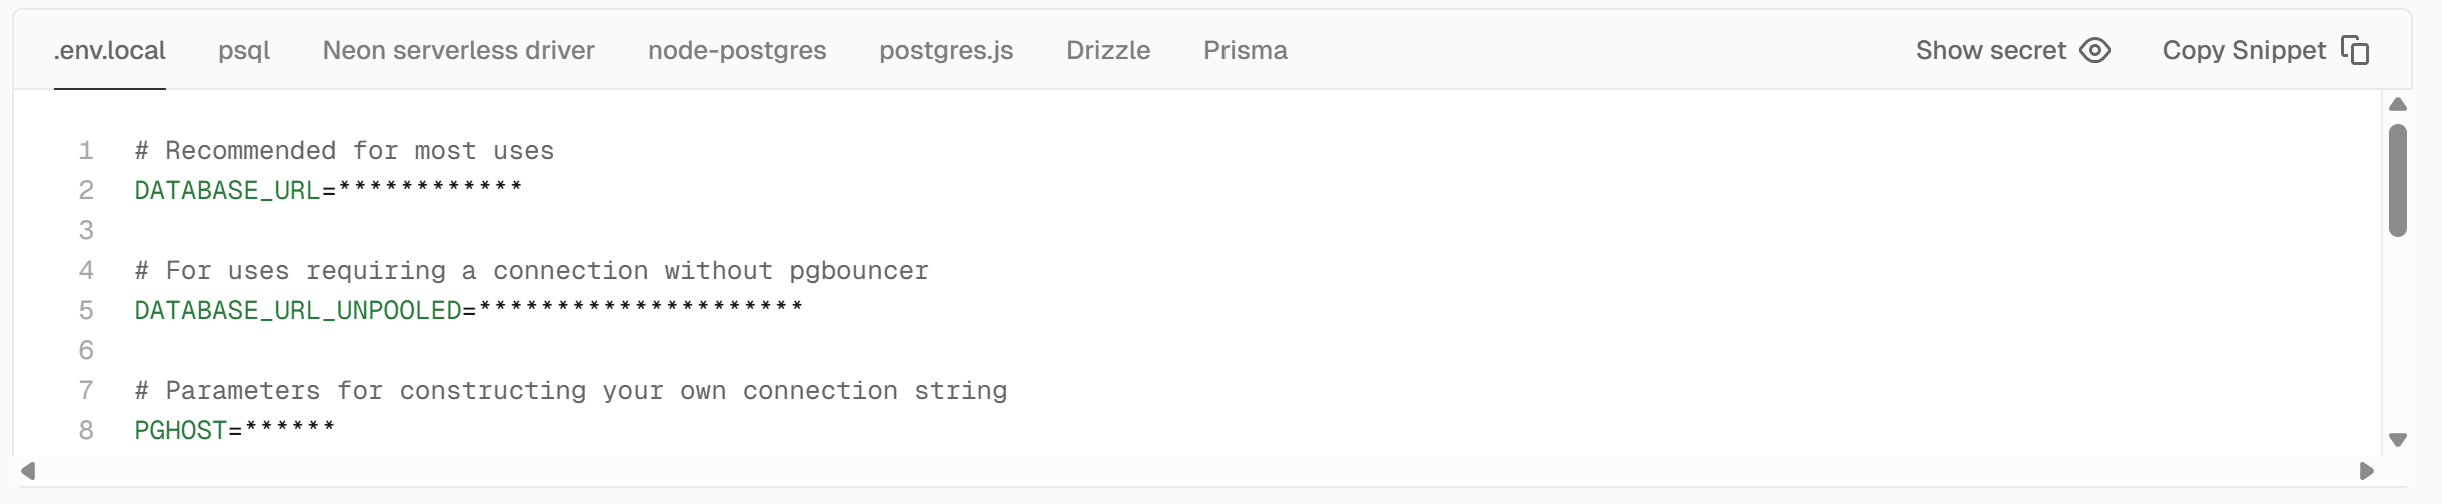 .env.local psql Neon serverless driver node-postgres postgres.js Drizzle Prisma Show secret Copy Snippet
1 # Recommended for most uses
2 DATABASE_URL=************
3
4 # For uses requiring a connection without pgbouncer
5 DATABASE_URL_UNPOOLED=*********************
6
7 # Parameters for constructing your own connection string
8 PGHOST=******